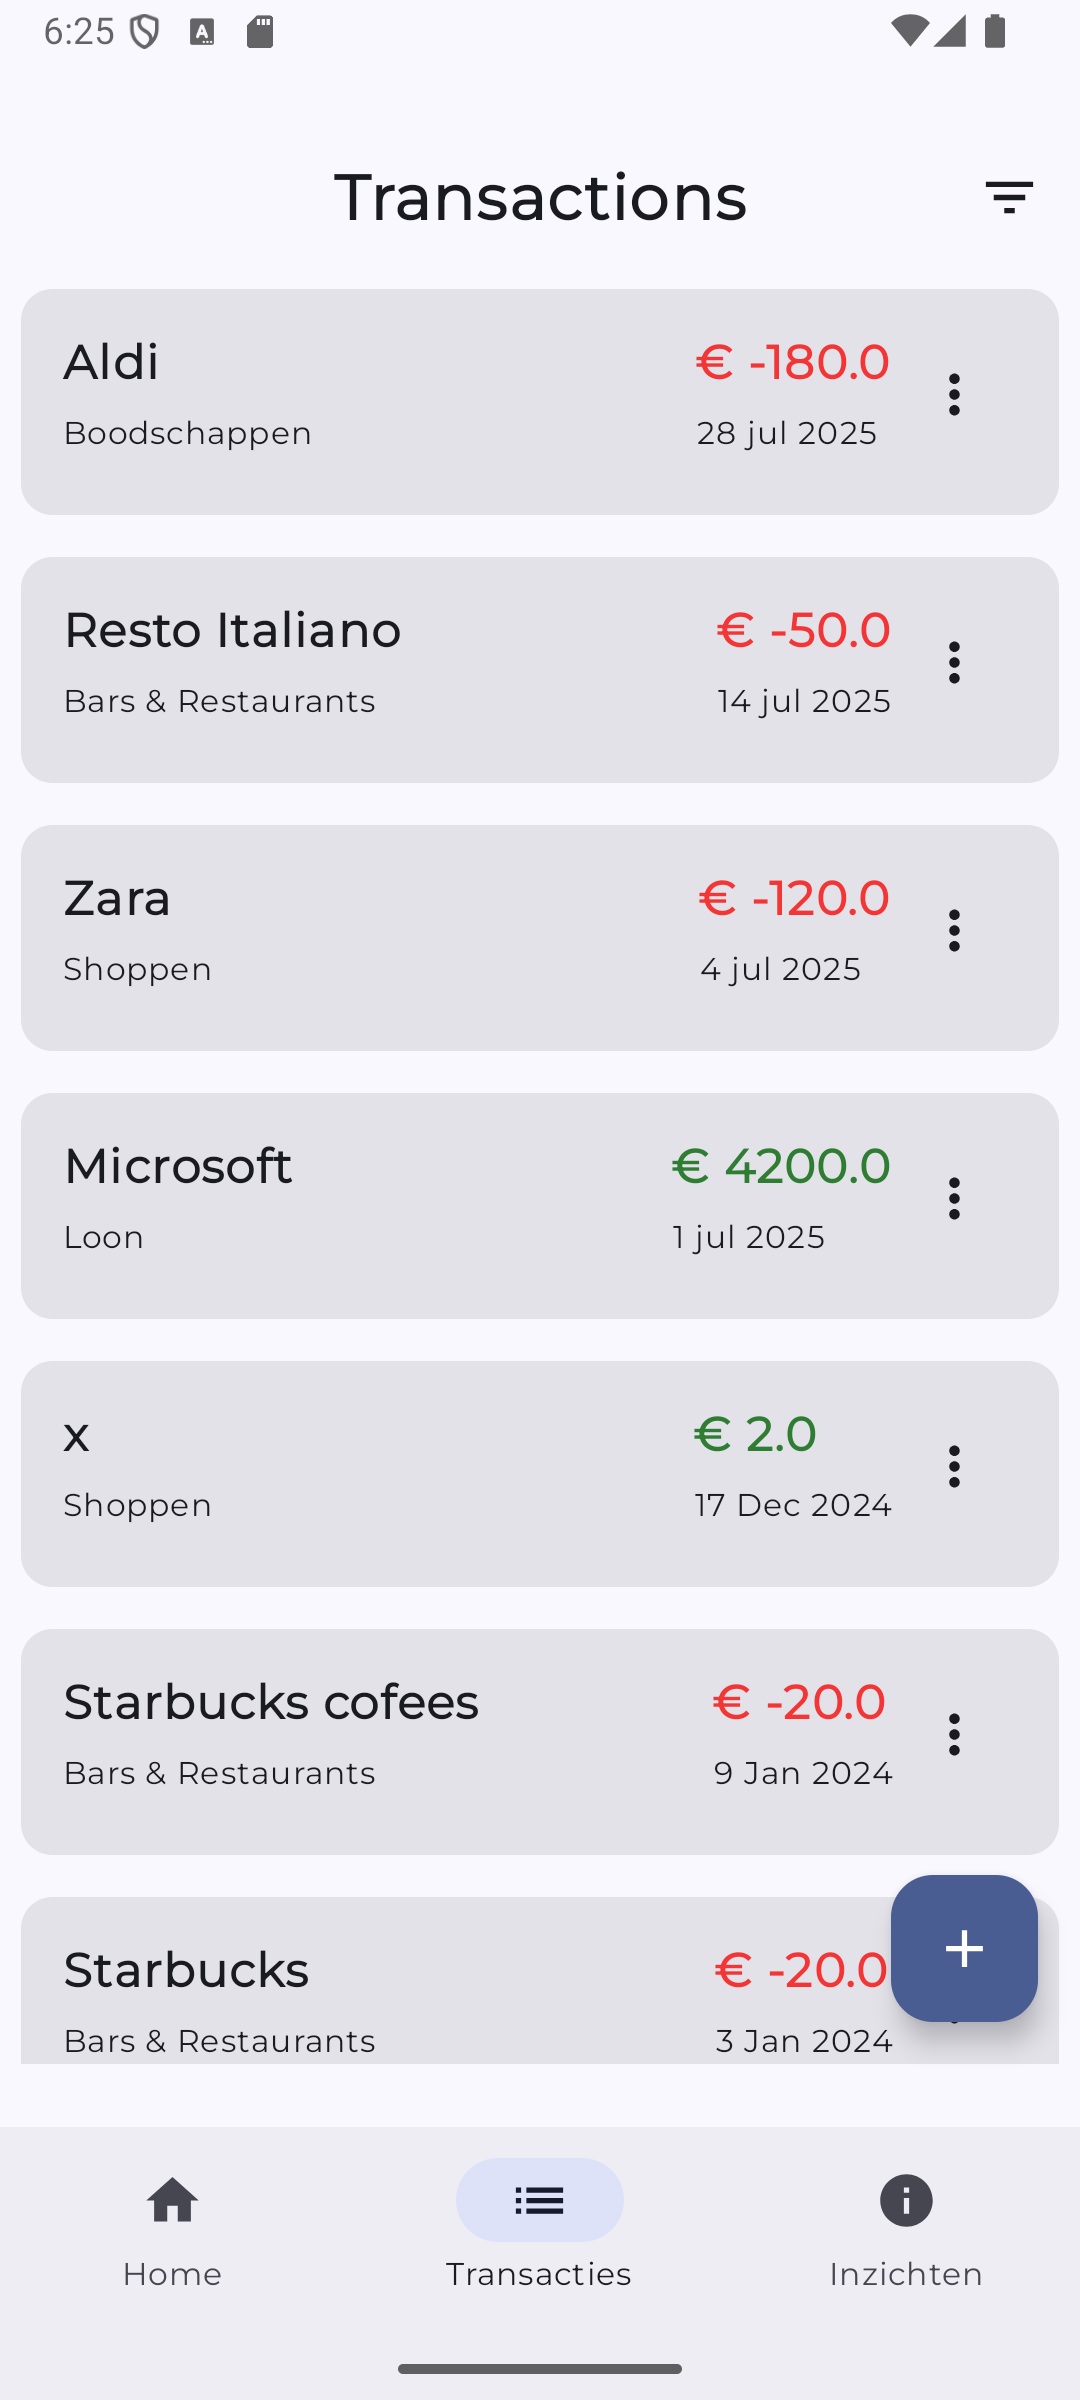 6:25
Transactions
Aldi
€ -180.0
Boodschappen
28 jul 2025
Resto Italiano
€ -50.0
Bars & Restaurants
14 jul 2025
Zara
€ -120.0
Shoppen
4 jul 2025
Microsoft
€ 4200.0
Loon
1 jul 2025
x
€ 2.0
Shoppen
17 Dec 2024
Starbucks cofees
€ -20.0
Bars & Restaurants
9 Jan 2024
Starbucks
€ -20.0
Bars & Restaurants
3 Jan 2024
Home
Transacties
Inzichten